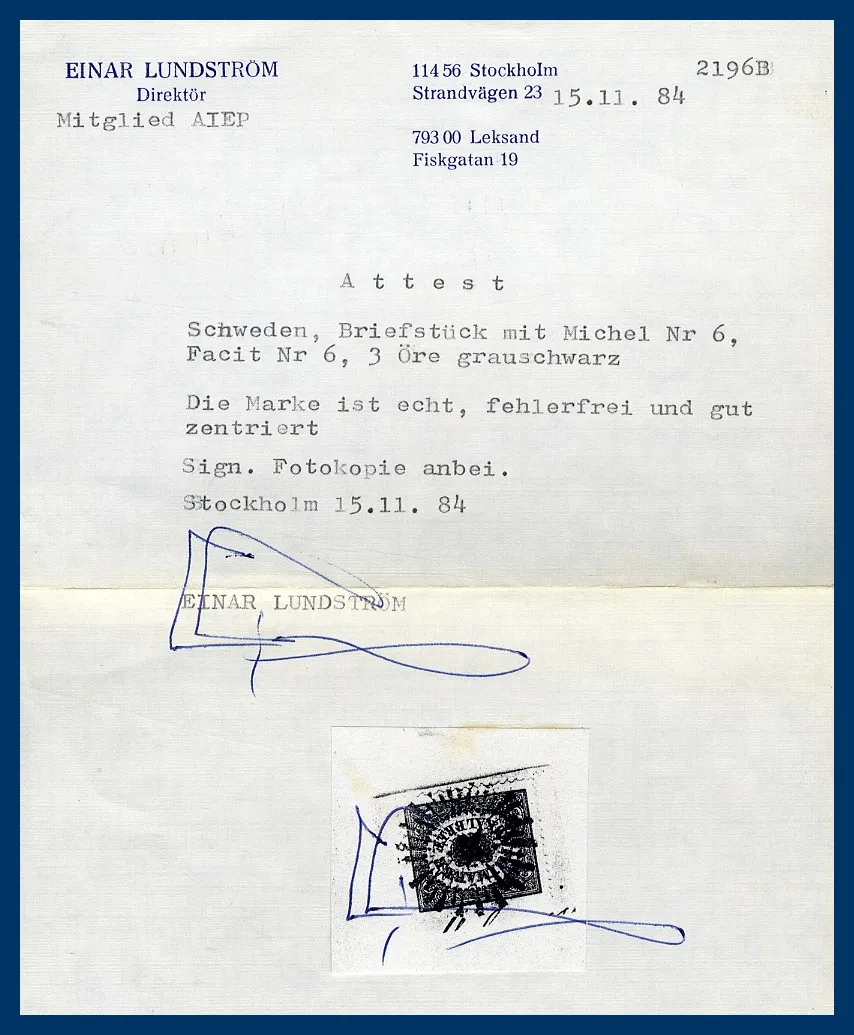 EINAR LUNDSTRÖM
Direktör
Mitglied AIEP
114 56 Stockholm
Strandvägen 23
15.11. 84
2196B
793 00 Leksand
Fiskgatan 19
Attest
Schweden, Briefstück mit Michel Nr 6,
Facit Nr 6, 3 Öre grauschwarz
Die Marke ist echt, fehlerfrei und gut
zentriert
Sign. Fotokopie anbei.
Stockholm 15.11. 84
EINAR LUNDSTRÖM